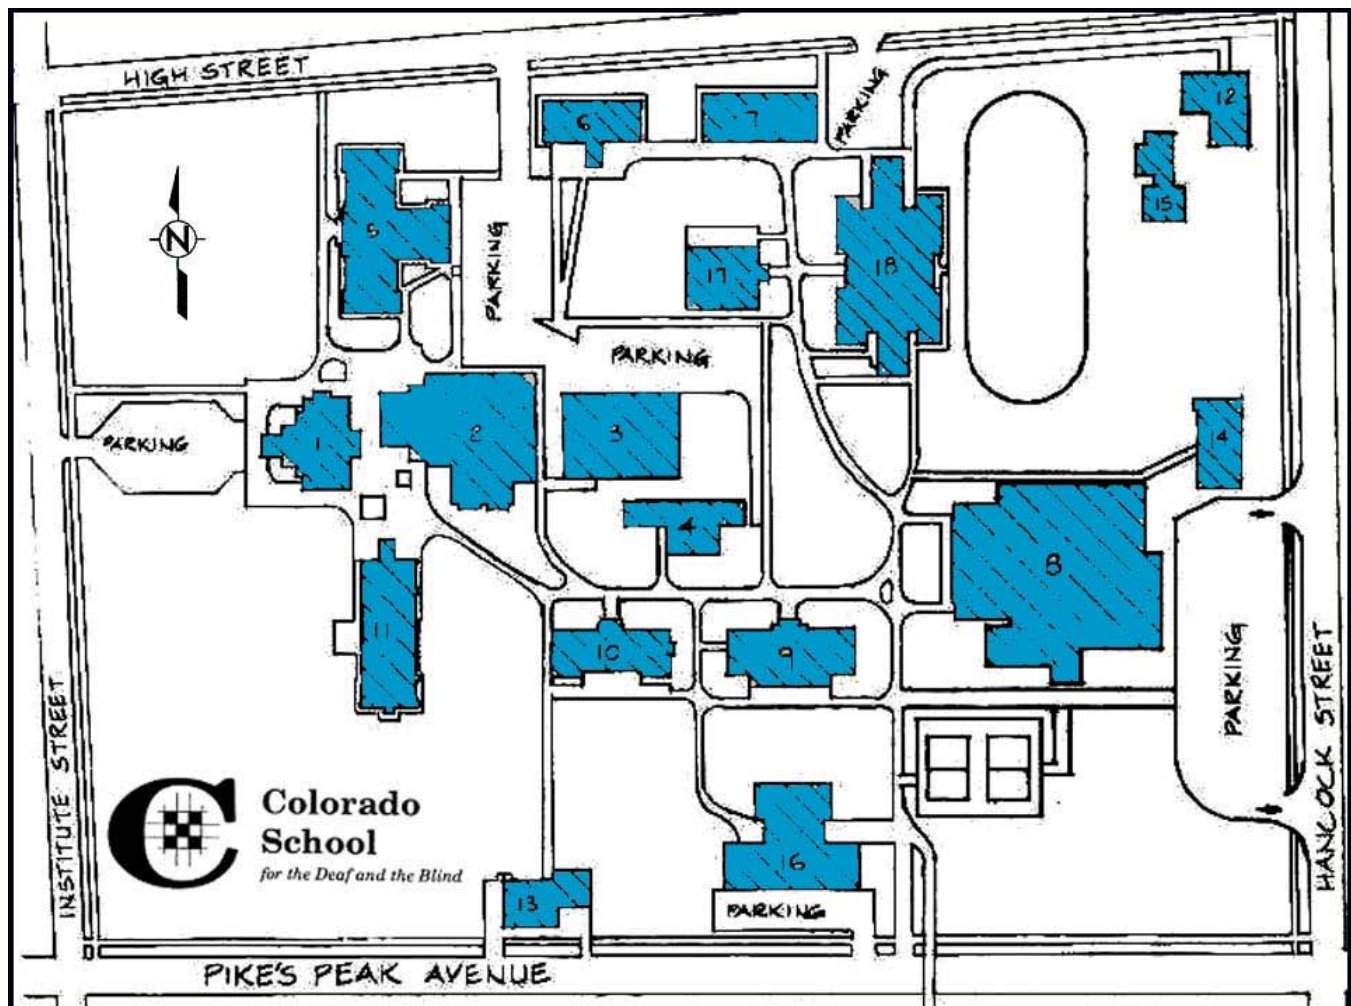 HIGH STREET
PARKING
12
6
7
15
5
N
PARKING
17
18
PARKING
PARKING
1
2
3
14
4
8
11
10
9
PARKING
HANCOCK STREET
INSTITUTE STREET
Colorado
School
for the Deaf and the Blind
16
13
PARKING
PIKE'S PEAK AVENUE